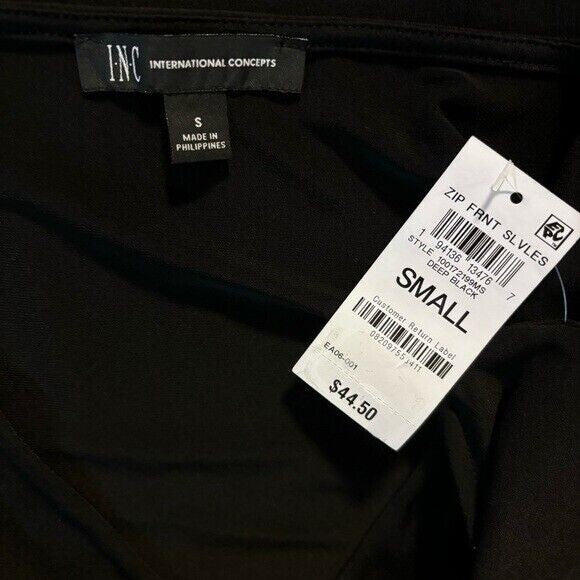 I·N·C INTERNATIONAL CONCEPTS
S
MADE IN
PHILIPPINES
ZIP FRNT SLVLES
1 94136 13476 7
STYLE 100172199MS
DEEP BLACK
SMALL
Customer Return Label
EA06-001
$44.50